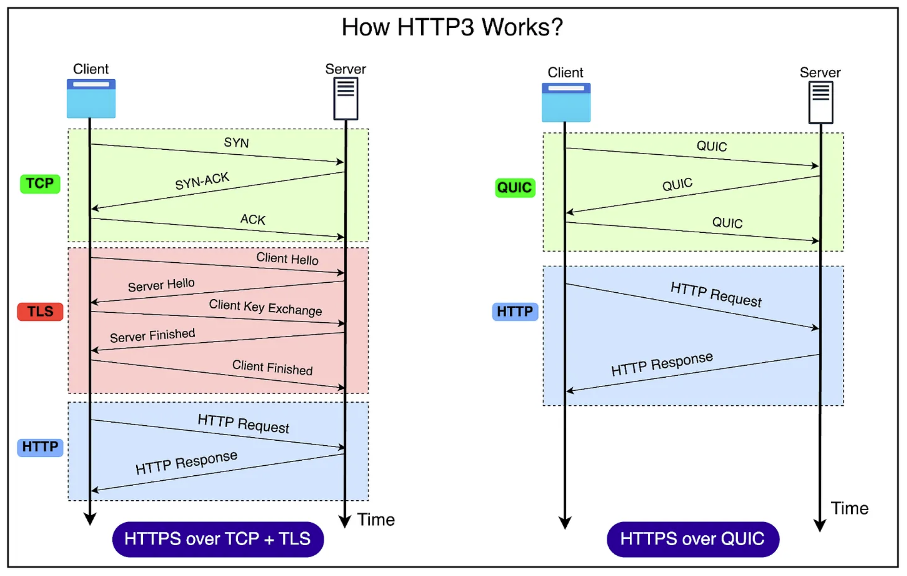 How HTTP3 Works?
Client
Server
TCP
SYN
SYN-ACK
ACK
TLS
Client Hello
Server Hello
Client Key Exchange
Server Finished
Client Finished
HTTP
HTTP Request
HTTP Response
Time
HTTPS over TCP + TLS
Client
Server
QUIC
QUIC
QUIC
QUIC
HTTP
HTTP Request
HTTP Response
Time
HTTPS over QUIC